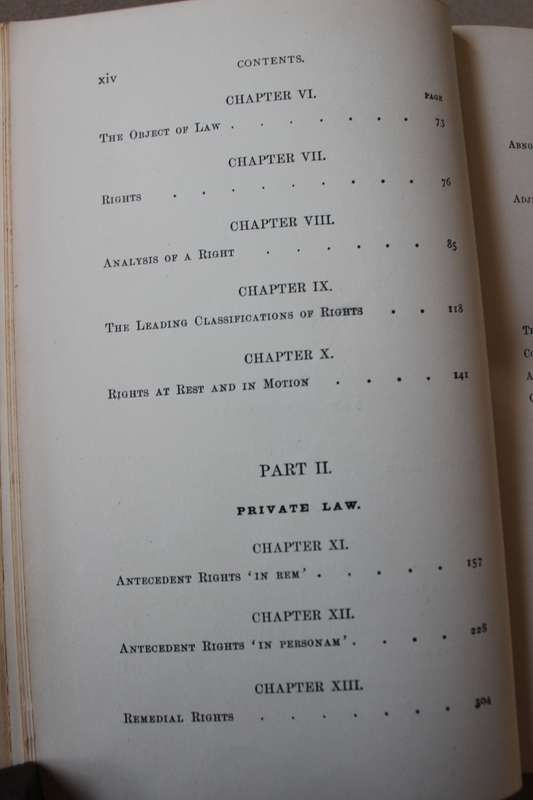 xiv
CONTENTS.
CHAPTER VI.
PAGE
THE OBJECT OF LAW . . . . . . . 73
CHAPTER VII.
RIGHTS . . . . . . . . . 76
CHAPTER VIII.
ANALYSIS OF A RIGHT . . . . . . 85
CHAPTER IX.
THE LEADING CLASSIFICATIONS OF RIGHTS . . 118
CHAPTER X.
RIGHTS AT REST AND IN MOTION . . . . 141
PART II.
PRIVATE LAW.
CHAPTER XI.
ANTECEDENT RIGHTS 'IN REM' . . . . . 157
CHAPTER XII.
ANTECEDENT RIGHTS 'IN PERSONAM' . . . . 228
CHAPTER XIII.
REMEDIAL RIGHTS . . . . . . . 304